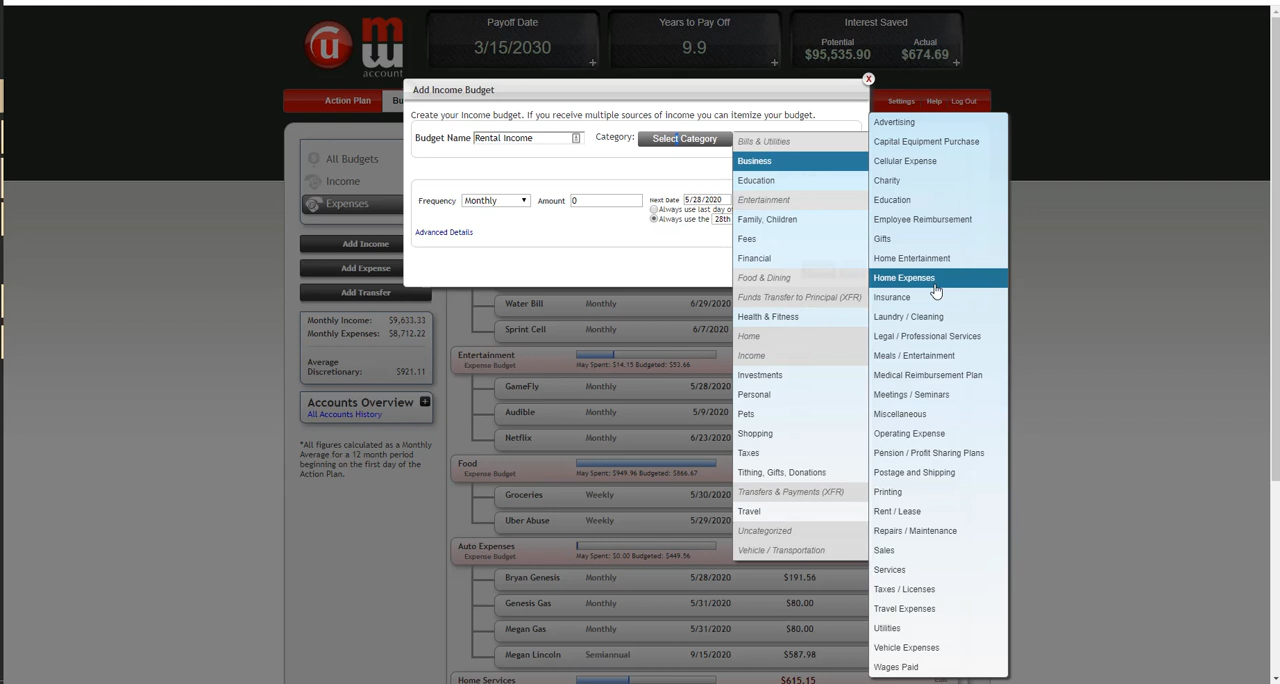 Payoff Date
3/15/2030
+
Years to Pay Off
9.9
+
Interest Saved
Potential
$95,535.90
Actual
$674.69
+
u
mw
account
Action Plan
Bu
Settings
Help
Log Out
Add Income Budget
X
Create your Income budget. If you receive multiple sources of income you can itemize your budget.
Budget Name Rental Income
Category:
Select Category
Frequency Monthly Amount 0
Next Date 5/28/2020
Always use last day of
Always use the 28th
Advanced Details
Bills & Utilities
Business
Education
Entertainment
Family, Children
Fees
Financial
Food & Dining
Funds Transfer to Principal (XFR)
Health & Fitness
Home
Income
Investments
Personal
Pets
Shopping
Taxes
Tithing, Gifts, Donations
Transfers & Payments (XFR)
Travel
Uncategorized
Vehicle / Transportation
Advertising
Capital Equipment Purchase
Cellular Expense
Charity
Education
Employee Reimbursement
Gifts
Home Entertainment
Home Expenses
Insurance
Laundry / Cleaning
Legal / Professional Services
Meals / Entertainment
Medical Reimbursement Plan
Meetings / Seminars
Miscellaneous
Operating Expense
Pension / Profit Sharing Plans
Postage and Shipping
Printing
Rent / Lease
Repairs / Maintenance
Sales
Services
Taxes / Licenses
Travel Expenses
Utilities
Vehicle Expenses
Wages Paid
All Budgets
Income
Expenses
Add Income
Add Expense
Add Transfer
Monthly Income: $9,633.33
Monthly Expenses: $8,712.22
Average
Discretionary: $921.11
Accounts Overview +
All Accounts History
*All figures calculated as a Monthly
Average for a 12 month period
beginning on the first day of the
Action Plan.
Water Bill Monthly 6/29/2020
Sprint Cell Monthly 6/7/2020
Entertainment
Expense Budget
May Spent: $14.15 Budgeted: $53.66
GameFly Monthly 5/28/2020
Audible Monthly 5/9/2020
Netflix Monthly 6/23/2020
Food
Expense Budget
May Spent: $949.96 Budgeted: $866.67
Groceries Weekly 5/30/2020
Uber Abuse Weekly 5/29/2020
Auto Expenses
Expense Budget
May Spent: $0.00 Budgeted: $449.56
Bryan Genesis Monthly 5/28/2020 $191.56
Genesis Gas Monthly 5/31/2020 $80.00
Megan Gas Monthly 5/31/2020 $80.00
Megan Lincoln Semiannual 9/15/2020 $587.98
Home Services $615.15